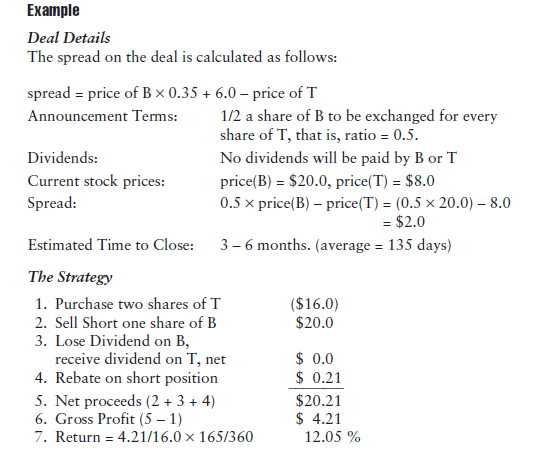 Example
Deal Details
The spread on the deal is calculated as follows:
spread = price of B × 0.35 + 6.0 – price of T
Announcement Terms: 1/2 a share of B to be exchanged for every
share of T, that is, ratio = 0.5.
Dividends: No dividends will be paid by B or T
Current stock prices: price(B) = $20.0, price(T) = $8.0
Spread: 0.5 × price(B) – price(T) = (0.5 × 20.0) – 8.0
= $2.0
Estimated Time to Close: 3 – 6 months. (average = 135 days)
The Strategy
1. Purchase two shares of T ($16.0)
2. Sell Short one share of B $20.0
3. Lose Dividend on B,
receive dividend on T, net $ 0.0
4. Rebate on short position $ 0.21
5. Net proceeds (2 + 3 + 4) $20.21
6. Gross Profit (5 – 1) $ 4.21
7. Return = 4.21/16.0 × 165/360 12.05 %